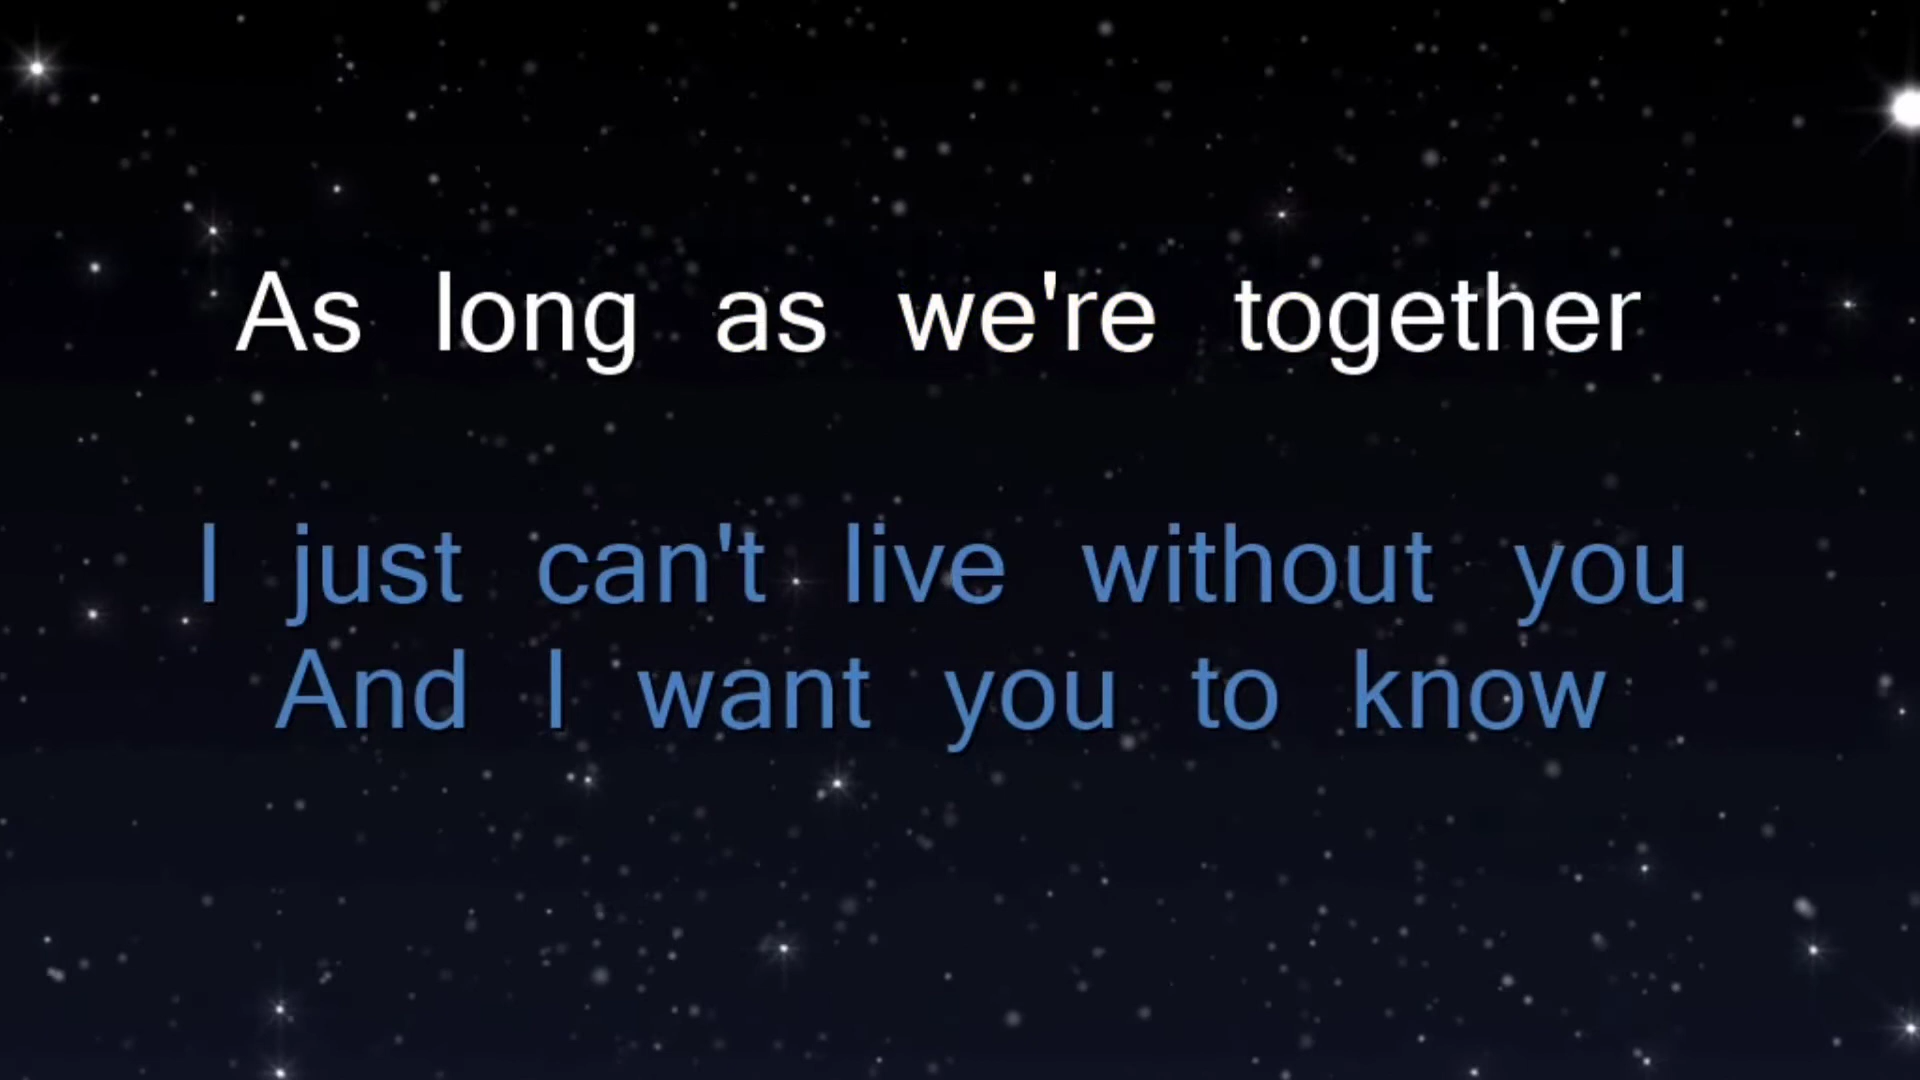 As long as we're together
I just can't live without you
And I want you to know